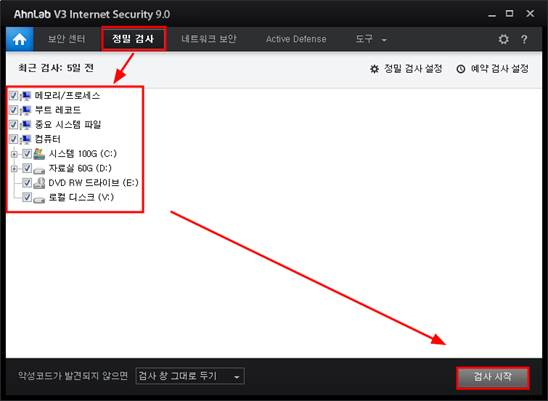 AhnLab V3 Internet Security 9.0
보안 센터 정밀 검사 네트워크 보안 Active Defense 도구 ?
최근 검사: 5일 전 정밀 검사 설정 예약 검사 설정
메모리/프로세스
부트 레코드
중요 시스템 파일
컴퓨터
시스템 100G (C:)
자료실 60G (D:)
DVD RW 드라이브 (E:)
로컬 디스크 (V:)
악성코드가 발견되지 않으면 검사 창 그대로 두기 검사 시작